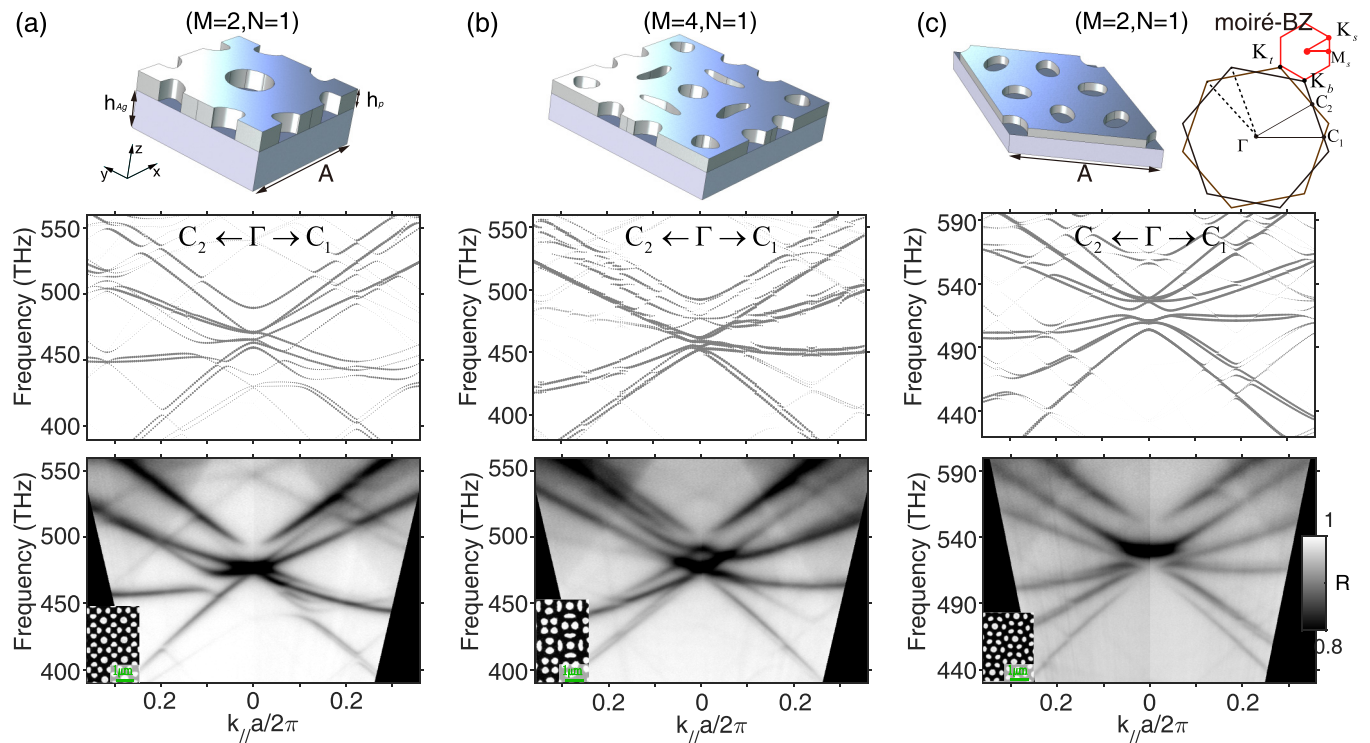 (a) (M=2,N=1)
h_Ag
h_p
A
z
y x
(b) (M=4,N=1)
(c) (M=2,N=1) moiré-BZ
K_s
K_t
M_s
K_b
C_2
Γ
C_1
A
Frequency (THz)
550
500
450
400
C_2 ← Γ → C_1
Frequency (THz)
550
500
450
400
C_2 ← Γ → C_1
Frequency (THz)
590
540
490
440
C_2 ← Γ → C_1
Frequency (THz)
550
500
450
400
1μm
0.2 0 0.2
k_//a/2π
Frequency (THz)
550
500
450
400
1μm
0.2 0 0.2
k_//a/2π
Frequency (THz)
590
540
490
440
1μm
0.2 0 0.2
k_//a/2π
1
R
0.8